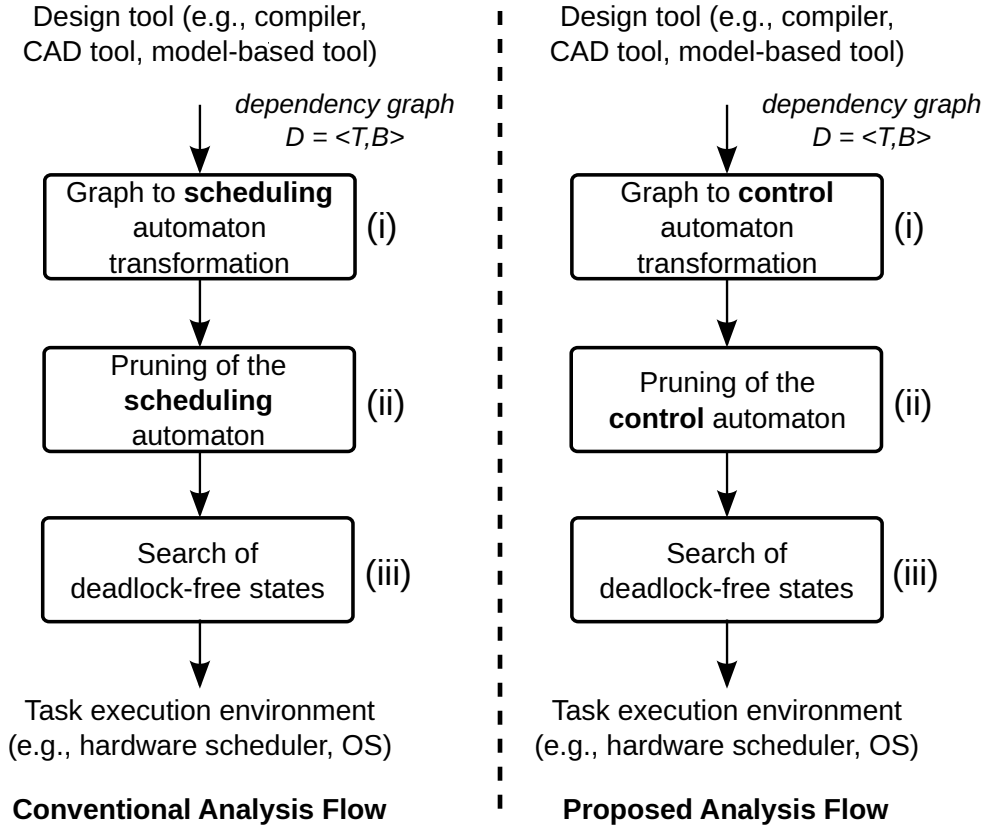 Design tool (e.g., compiler,
CAD tool, model-based tool)
dependency graph
D = <T,B>
Graph to scheduling
automaton
transformation
(i)
Pruning of the
scheduling
automaton
(ii)
Search of
deadlock-free states
(iii)
Task execution environment
(e.g., hardware scheduler, OS)
Conventional Analysis Flow
Design tool (e.g., compiler,
CAD tool, model-based tool)
dependency graph
D = <T,B>
Graph to control
automaton
transformation
(i)
Pruning of the
control automaton
(ii)
Search of
deadlock-free states
(iii)
Task execution environment
(e.g., hardware scheduler, OS)
Proposed Analysis Flow